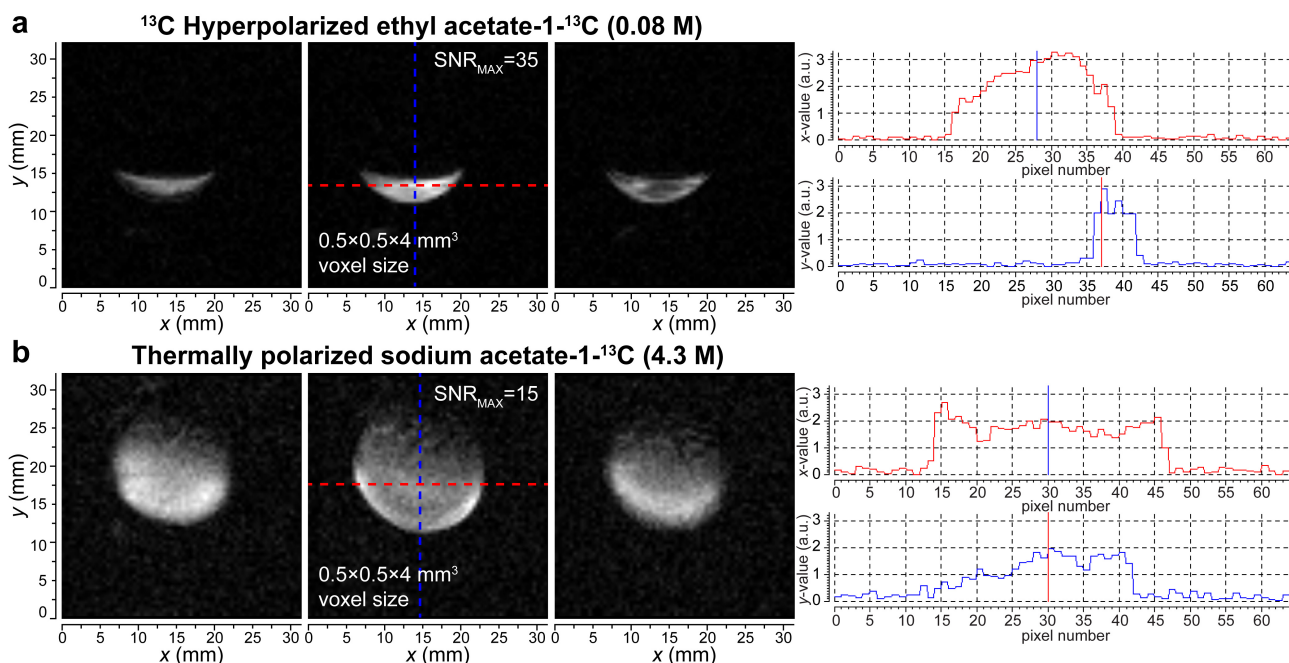 a
¹³C Hyperpolarized ethyl acetate-1-¹³C (0.08 M)
30
25
20
15
10
5
0
y (mm)
SNR_MAX=35
0.5×0.5×4 mm³
voxel size
0 5 10 15 20 25 30
0 5 10 15 20 25 30
0 5 10 15 20 25 30
x (mm)
x (mm)
x (mm)
x-value (a.u.)
3
2
1
0
0 5 10 15 20 25 30 35 40 45 50 55 60
pixel number
y-value (a.u.)
3
2
1
0
0 5 10 15 20 25 30 35 40 45 50 55 60
pixel number
b
Thermally polarized sodium acetate-1-¹³C (4.3 M)
30
25
20
15
10
5
0
y (mm)
SNR_MAX=15
0.5×0.5×4 mm³
voxel size
0 5 10 15 20 25 30
0 5 10 15 20 25 30
0 5 10 15 20 25 30
x (mm)
x (mm)
x (mm)
x-value (a.u.)
3
2
1
0
0 5 10 15 20 25 30 35 40 45 50 55 60
pixel number
y-value (a.u.)
3
2
1
0
0 5 10 15 20 25 30 35 40 45 50 55 60
pixel number